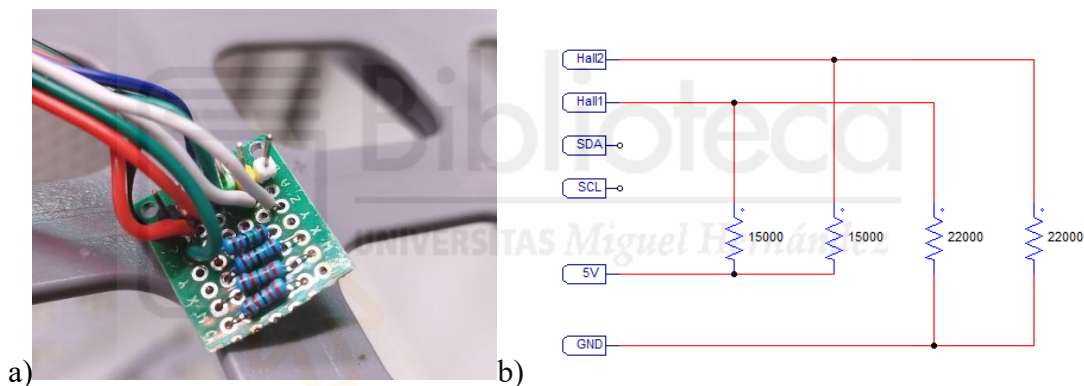 Biblioteca
UNIVERSITAS Miguel Hernández
Z
Y
X
Hall2
Hall1
SDA
SCL
5V
GND
15000
15000
22000
22000
a)
b)